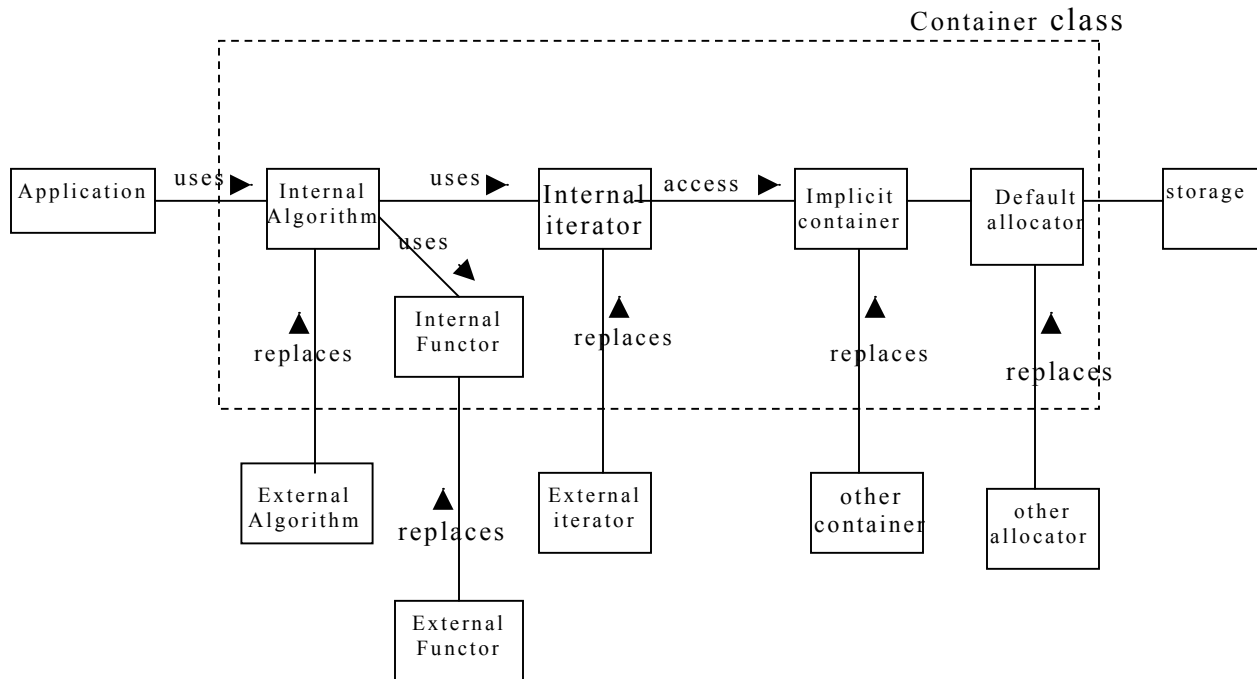 Container class
Application
uses
Internal
Algorithm
uses
Internal
iterator
access
Implicit
container
Default
allocator
storage
uses
Internal
Functor
replaces
replaces
replaces
replaces
External
Algorithm
replaces
External
iterator
other
container
other
allocator
External
Functor